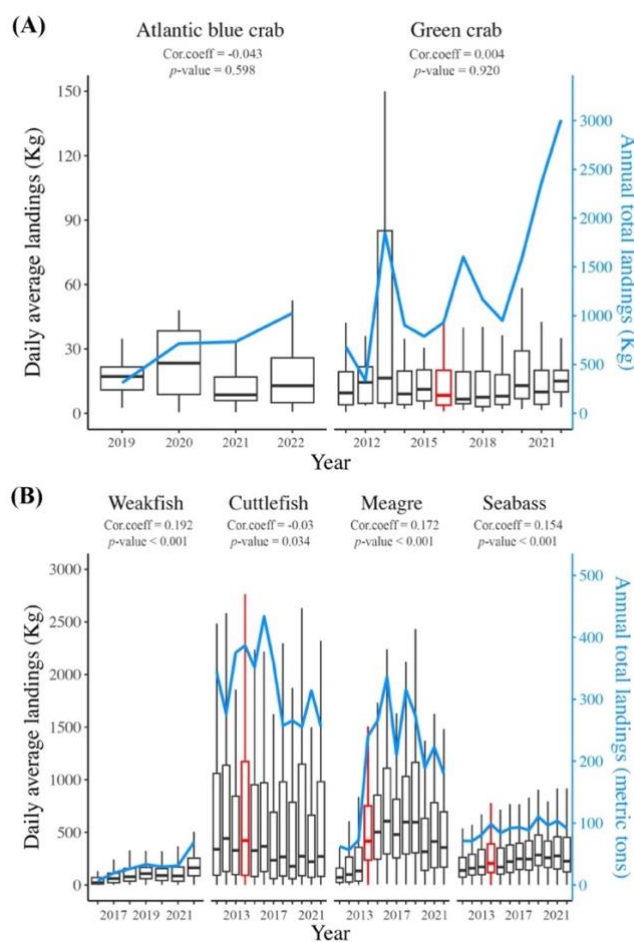 (A)
Atlantic blue crab
Cor.coeff = -0.043
p-value = 0.598
Green crab
Cor.coeff = 0.004
p-value = 0.920
Daily average landings (Kg)
150
120
90
60
30
0
Annual total landings (Kg)
3000
2500
2000
1500
1000
500
0
2019 2020 2021 2022
2012 2015 2018 2021
Year
(B)
Weakfish
Cor.coeff = 0.192
p-value < 0.001
Cuttlefish
Cor.coeff = -0.03
p-value = 0.034
Meagre
Cor.coeff = 0.172
p-value < 0.001
Seabass
Cor.coeff = 0.154
p-value < 0.001
Daily average landings (Kg)
3000
2500
2000
1500
1000
500
0
Annual total landings (metric tons)
500
400
300
200
100
0
2017 2019 2021
2013 2017 2021
2013 2017 2021
2013 2017 2021
Year